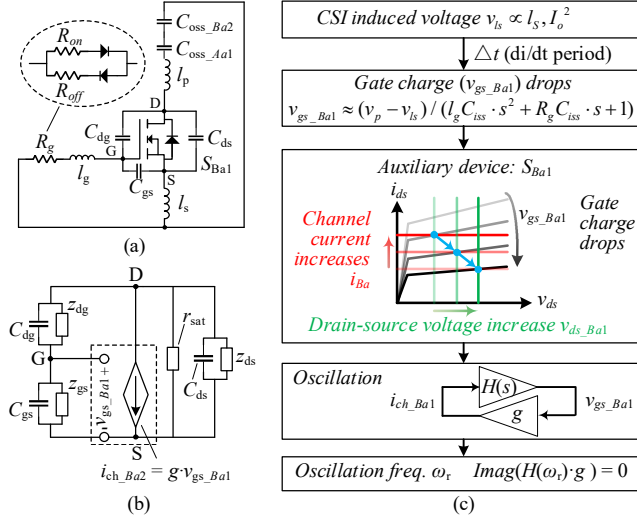 C_oss_Ba2
C_oss_Aa1
R_on
R_off
l_p
D
C_dg
C_ds
R_g
G
S_Ba1
l_g
C_gs
S
l_s
(a)
D
z_dg
C_dg
r_sat
G
z_ds
C_ds
z_gs
C_gs
- v_gs_Ba1 +
S
i_ch_Ba2 = g·v_gs_Ba1
(b)
CSI induced voltage v_ls ∝ l_S, I_o^2
△t (di/dt period)
Gate charge (v_gs_Ba1) drops
v_gs_Ba1 ≈ (v_p − v_ls) / (l_g C_iss · s^2 + R_g C_iss · s + 1)
Auxiliary device: S_Ba1
i_ds
Channel
current
increases
i_Ba
v_gs_Ba1
Gate
charge
drops
v_ds
Drain-source voltage increase v_ds_Ba1
Oscillation
H(s)
i_ch_Ba1
g
v_gs_Ba1
Oscillation freq. ω_r Imag(H(ω_r)·g) = 0
(c)